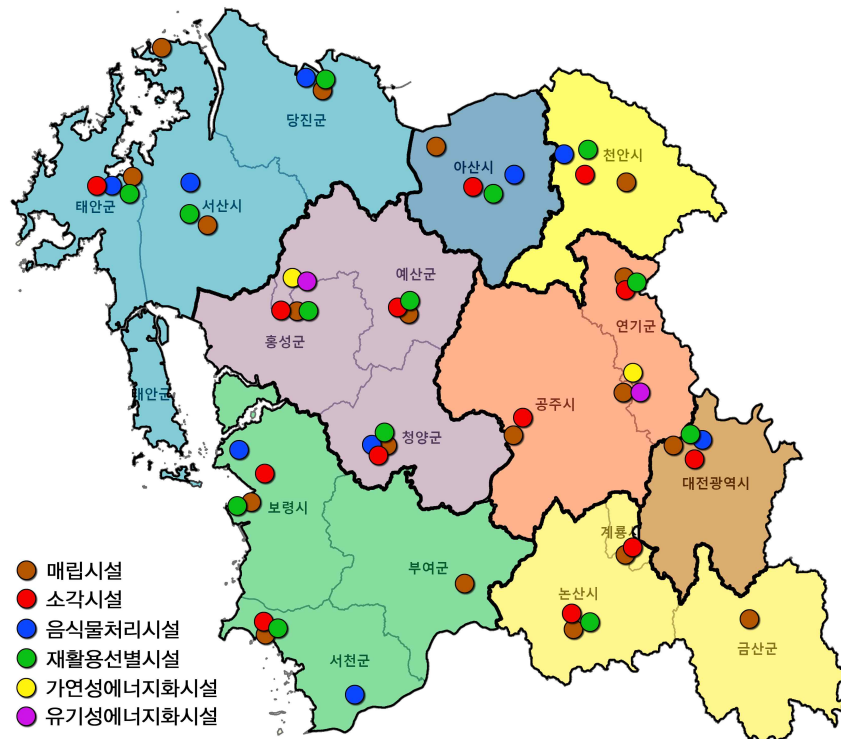 당진군
아산시
천안시
태안군
서산시
예산군
연기군
홍성군
태안군
공주시
청양군
대전광역시
보령시
계룡시
부여군
논산시
금산군
서천군
매립시설
소각시설
음식물처리시설
재활용선별시설
가연성에너지화시설
유기성에너지화시설